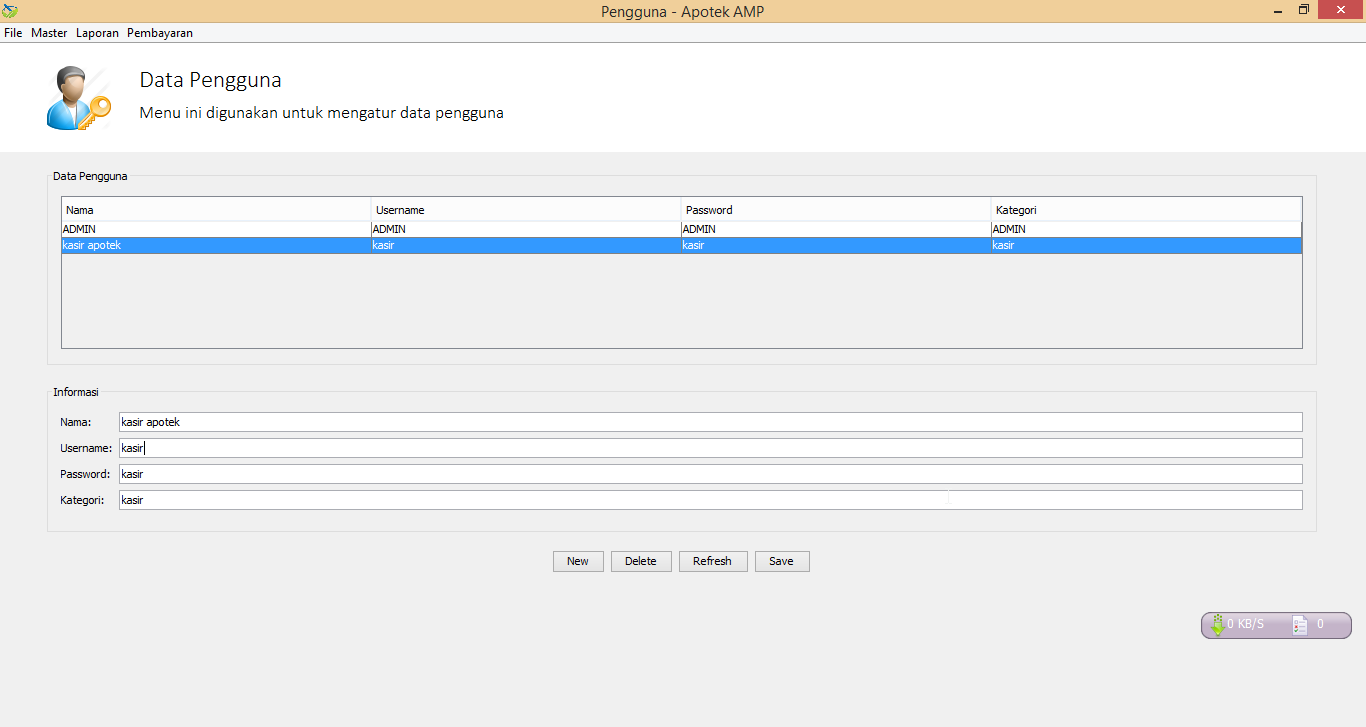 Pengguna - Apotek AMP
File Master Laporan Pembayaran
Data Pengguna
Menu ini digunakan untuk mengatur data pengguna
Data Pengguna
Nama Username Password Kategori
ADMIN ADMIN ADMIN ADMIN
kasir apotek kasir kasir kasir
Informasi
Nama: kasir apotek
Username: kasir
Password: kasir
Kategori: kasir
New Delete Refresh Save
0 KB/S 0